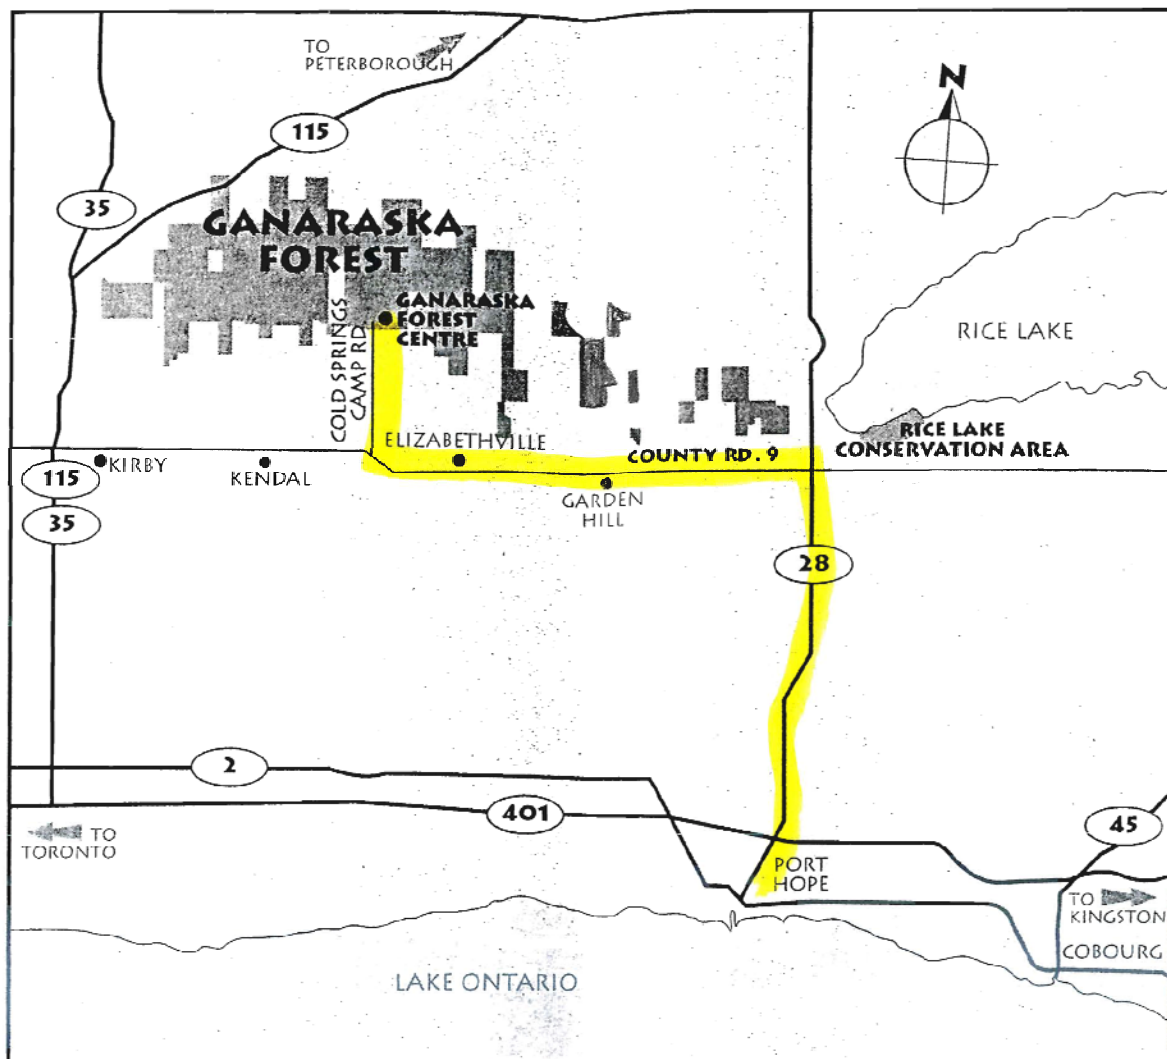 TO
PETERBOROUGH
N
115
35
GANARASKA
FOREST
GANARASKA
FOREST
CENTRE
COLD SPRINGS
CAMP RD.
RICE LAKE
RICE LAKE
CONSERVATION AREA
ELIZABETHVILLE
COUNTY RD. 9
KIRBY
KENDAL
115
35
GARDEN
HILL
28
2
401
45
TO
TORONTO
PORT
HOPE
TO
KINGSTON
COBOURG
LAKE ONTARIO